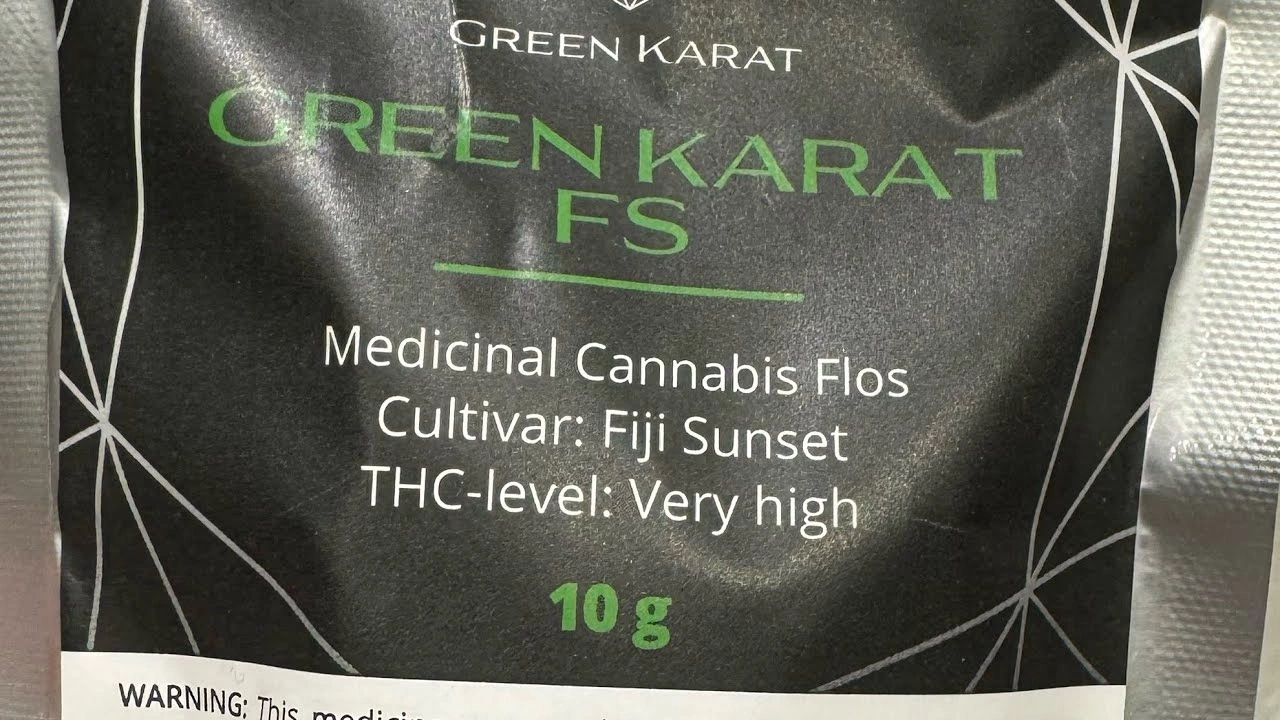 GREEN KARAT
GREEN KARAT
FS
Medicinal Cannabis Flos
Cultivar: Fiji Sunset
THC-level: Very high
10 g
WARNING: This